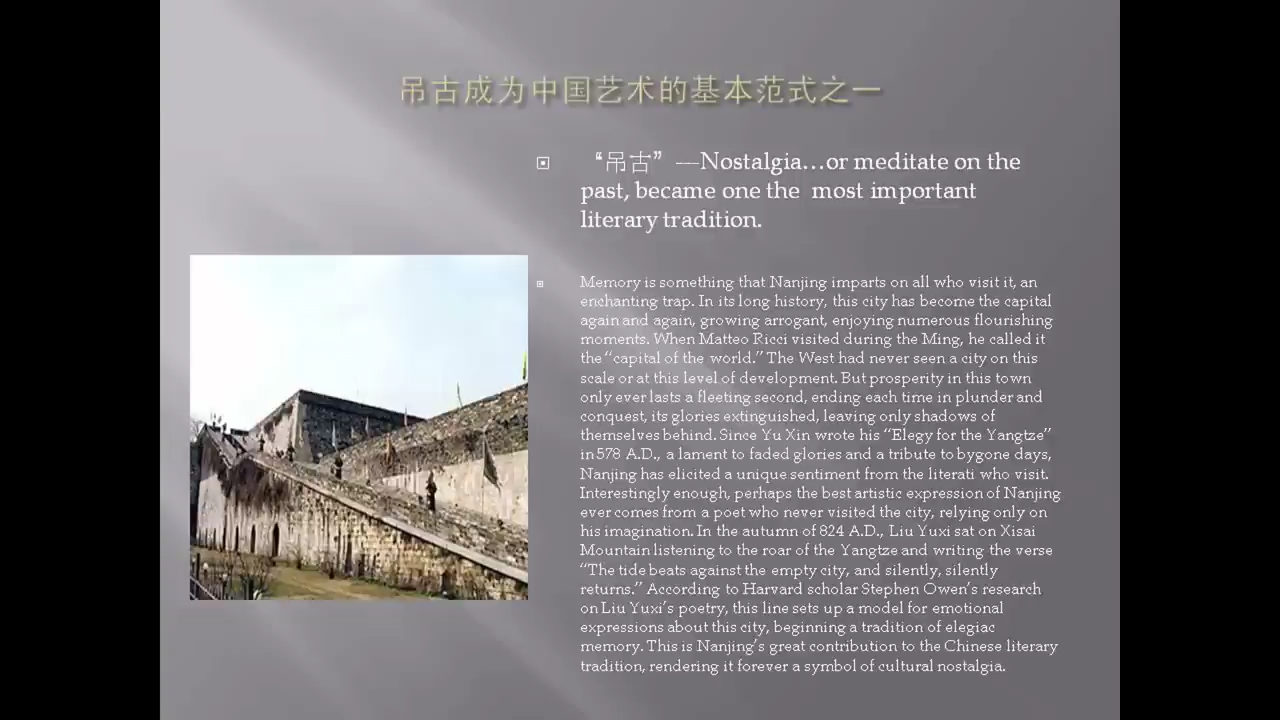 吊古成为中国艺术的基本范式之一
“吊古” —Nostalgia…or meditate on the
past, became one the most important
literary tradition.
Memory is something that Nanjing imparts on all who visit it, an
enchanting trap. In its long history, this city has become the capital
again and again, growing arrogant, enjoying numerous flourishing
moments. When Matteo Ricci visited during the Ming, he called it
the “capital of the world.” The West had never seen a city on this
scale or at this level of development. But prosperity in this town
only ever lasts a fleeting second, ending each time in plunder and
conquest, its glories extinguished, leaving only shadows of
themselves behind. Since Yu Xin wrote his “Elegy for the Yangtze”
in 578 A.D., a lament to faded glories and a tribute to bygone days,
Nanjing has elicited a unique sentiment from the literati who visit.
Interestingly enough, perhaps the best artistic expression of Nanjing
ever comes from a poet who never visited the city, relying only on
his imagination. In the autumn of 824 A.D., Liu Yuxi sat on Xisai
Mountain listening to the roar of the Yangtze and writing the verse
“The tide beats against the empty city, and silently, silently
returns.” According to Harvard scholar Stephen Owen’s research
on Liu Yuxi’s poetry, this line sets up a model for emotional
expressions about this city, beginning a tradition of elegiac
memory. This is Nanjing’s great contribution to the Chinese literary
tradition, rendering it forever a symbol of cultural nostalgia.